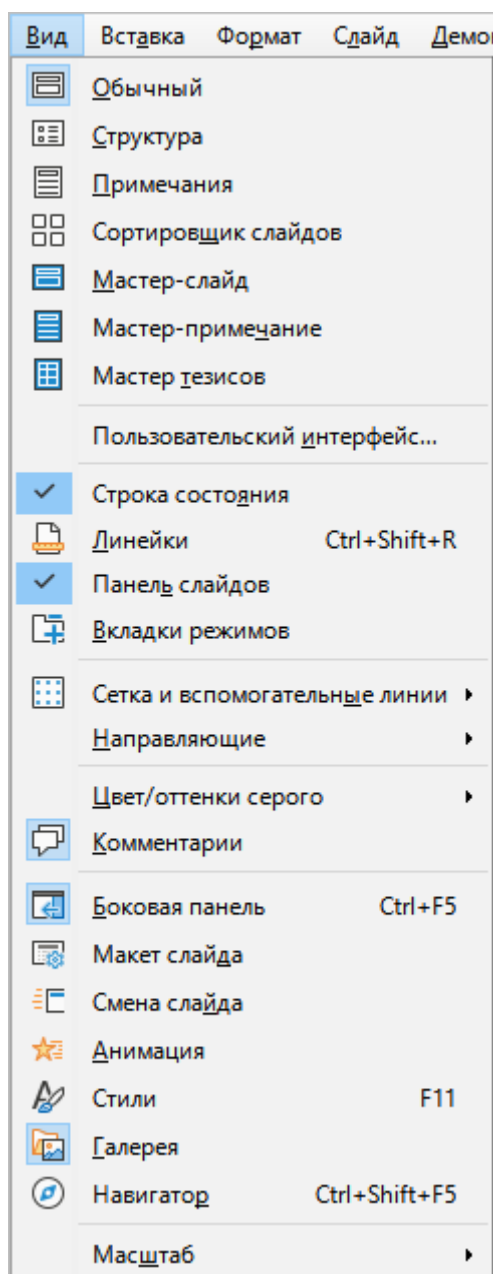 Вид Вставка Формат Слайд Демо
Обычный
Структура
Примечания
Сортировщик слайдов
Мастер-слайд
Мастер-примечание
Мастер тезисов
Пользовательский интерфейс...
Строка состояния
Линейки Ctrl+Shift+R
Панель слайдов
Вкладки режимов
Сетка и вспомогательные линии
Направляющие
Цвет/оттенки серого
Комментарии
Боковая панель Ctrl+F5
Макет слайда
Смена слайда
Анимация
Стили F11
Галерея
Навигатор Ctrl+Shift+F5
Масштаб